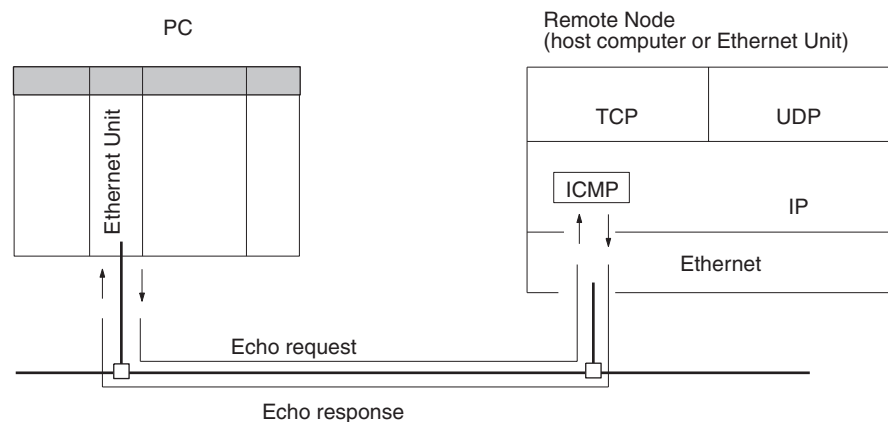 PC
Remote Node
(host computer or Ethernet Unit)
Ethernet Unit
TCP
UDP
ICMP
IP
Ethernet
Echo request
Echo response